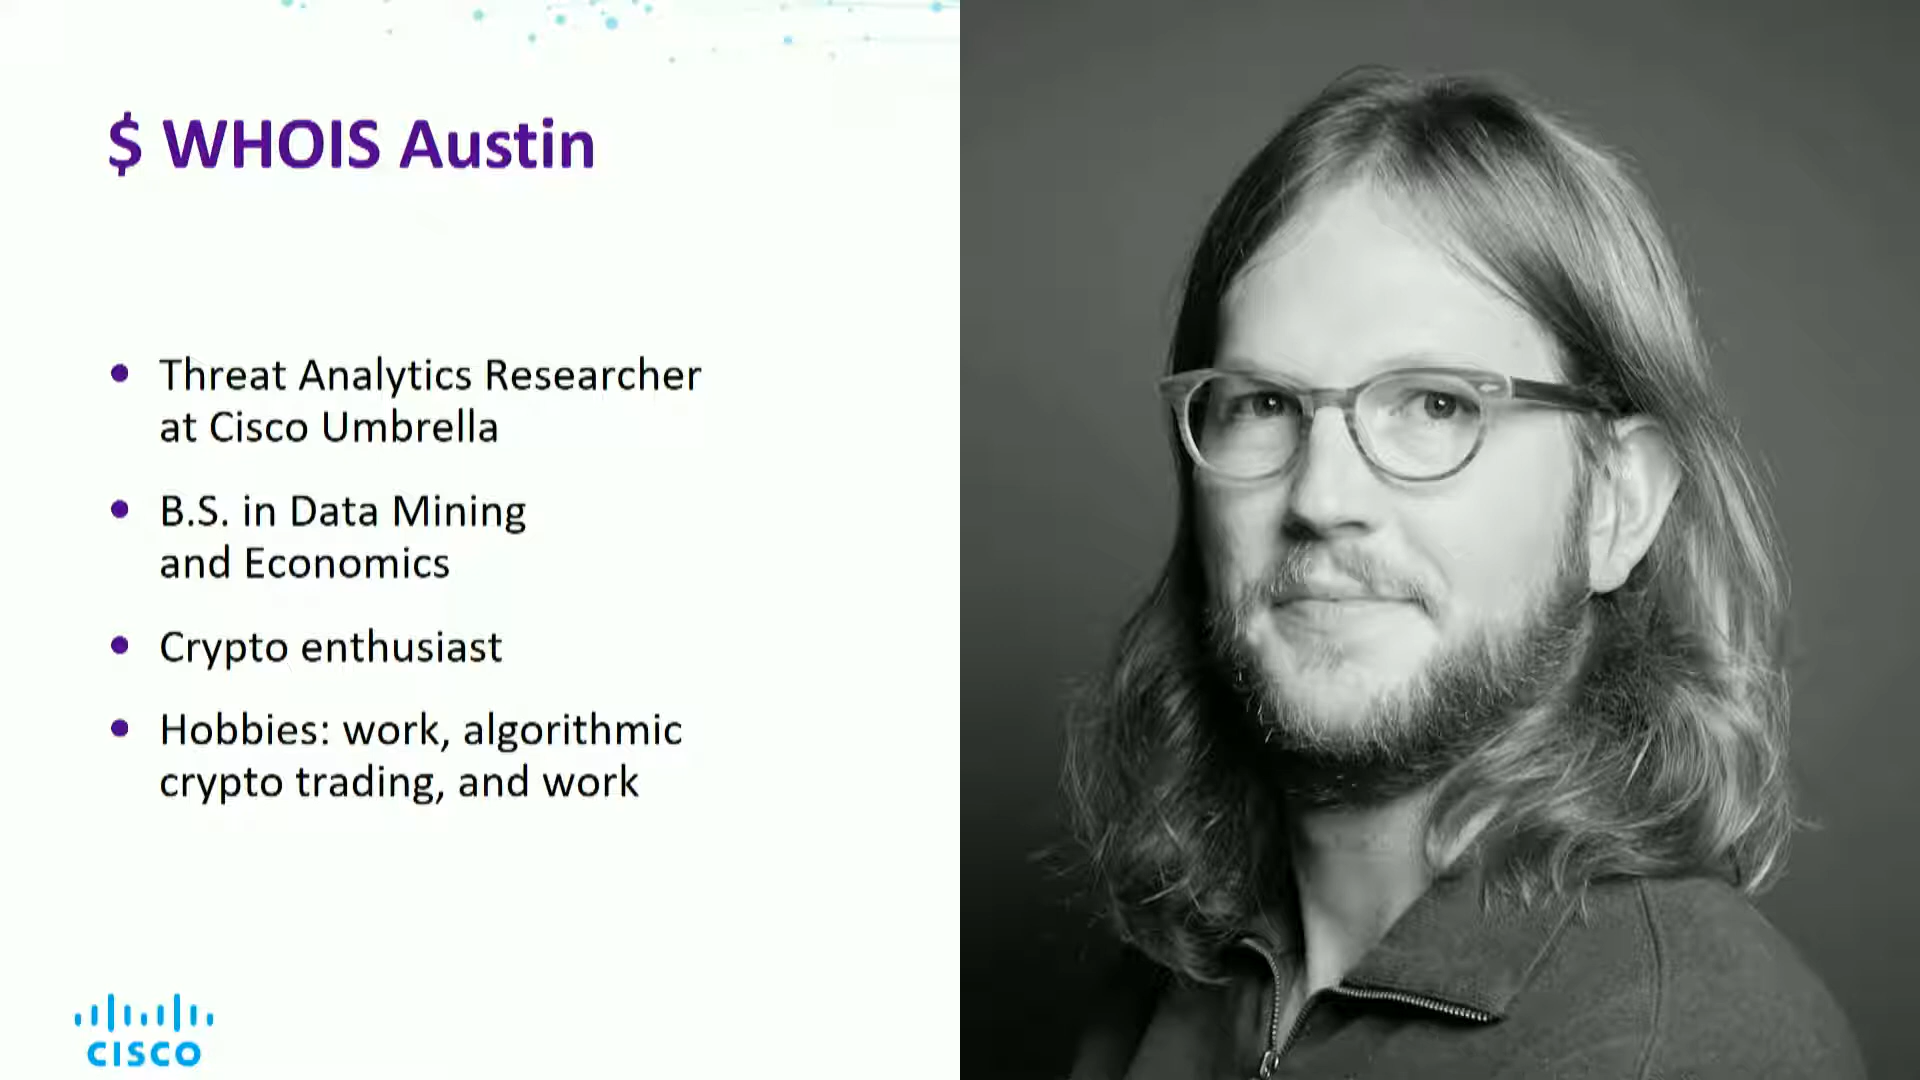 $ WHOIS Austin
• Threat Analytics Researcher
at Cisco Umbrella
• B.S. in Data Mining
and Economics
• Crypto enthusiast
• Hobbies: work, algorithmic
crypto trading, and work
CISCO